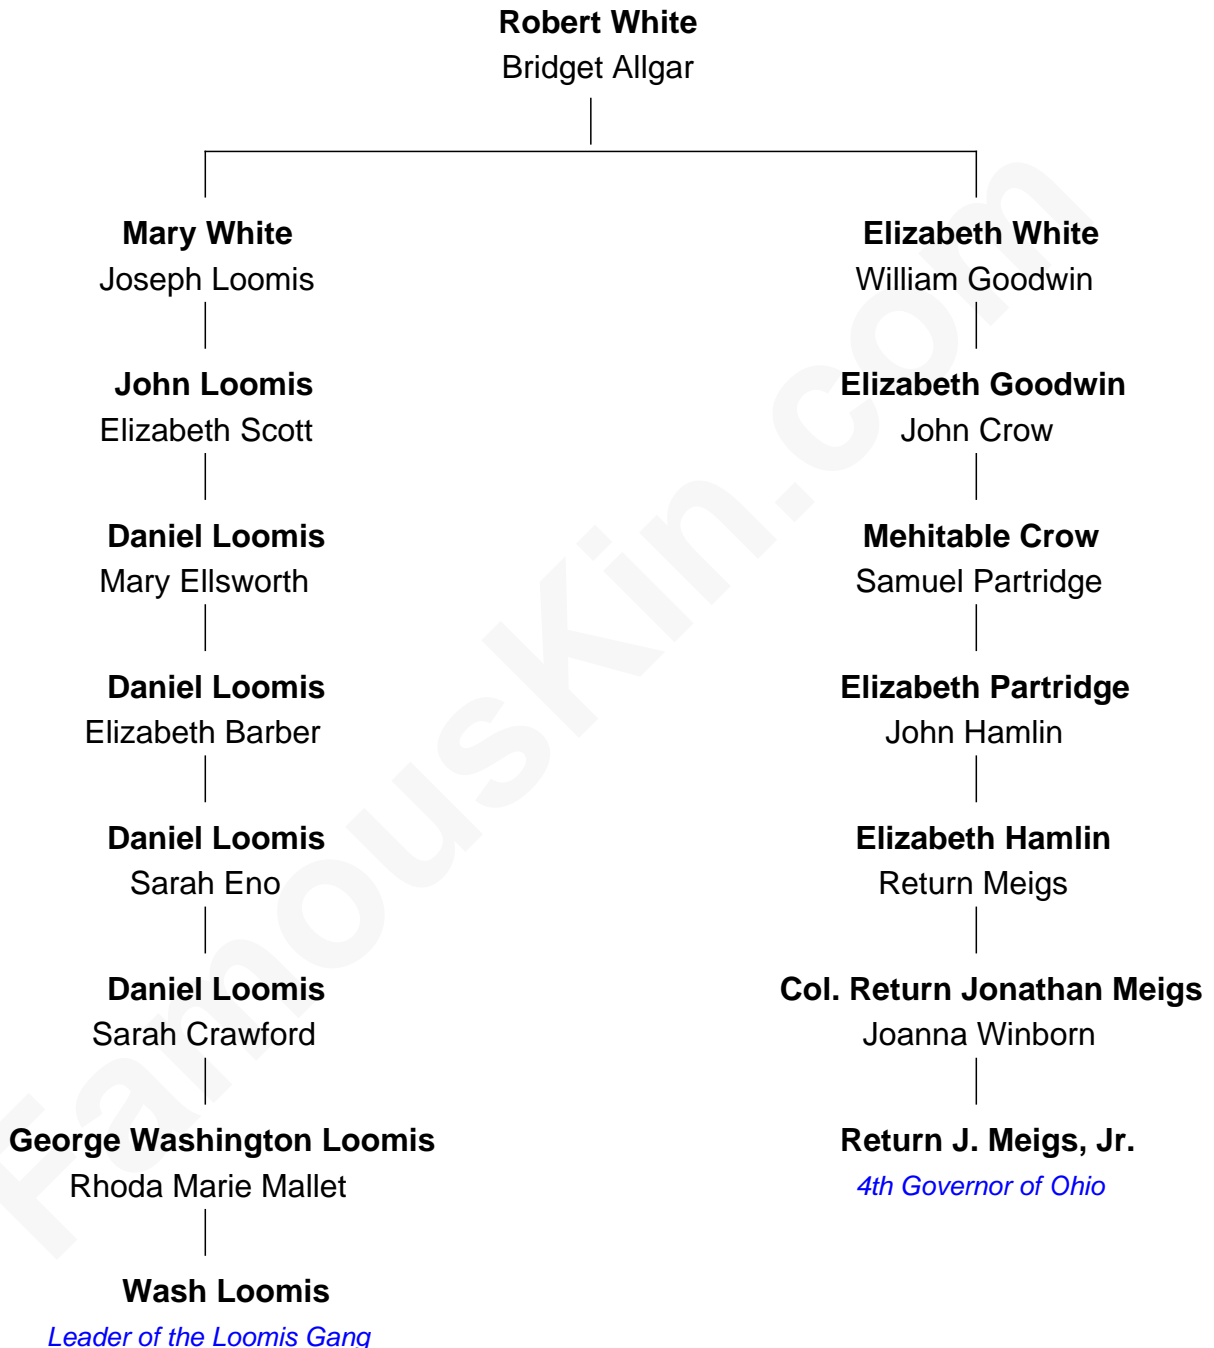 Robert White
Bridget Allgar
Mary White
Joseph Loomis
John Loomis
Elizabeth Scott
Daniel Loomis
Mary Ellsworth
Daniel Loomis
Elizabeth Barber
Daniel Loomis
Sarah Eno
Daniel Loomis
Sarah Crawford
George Washington Loomis
Rhoda Marie Mallet
Wash Loomis
Leader of the Loomis Gang
Elizabeth White
William Goodwin
Elizabeth Goodwin
John Crow
Mehitable Crow
Samuel Partridge
Elizabeth Partridge
John Hamlin
Elizabeth Hamlin
Return Meigs
Col. Return Jonathan Meigs
Joanna Winborn
Return J. Meigs, Jr.
4th Governor of Ohio
FamousKin.com